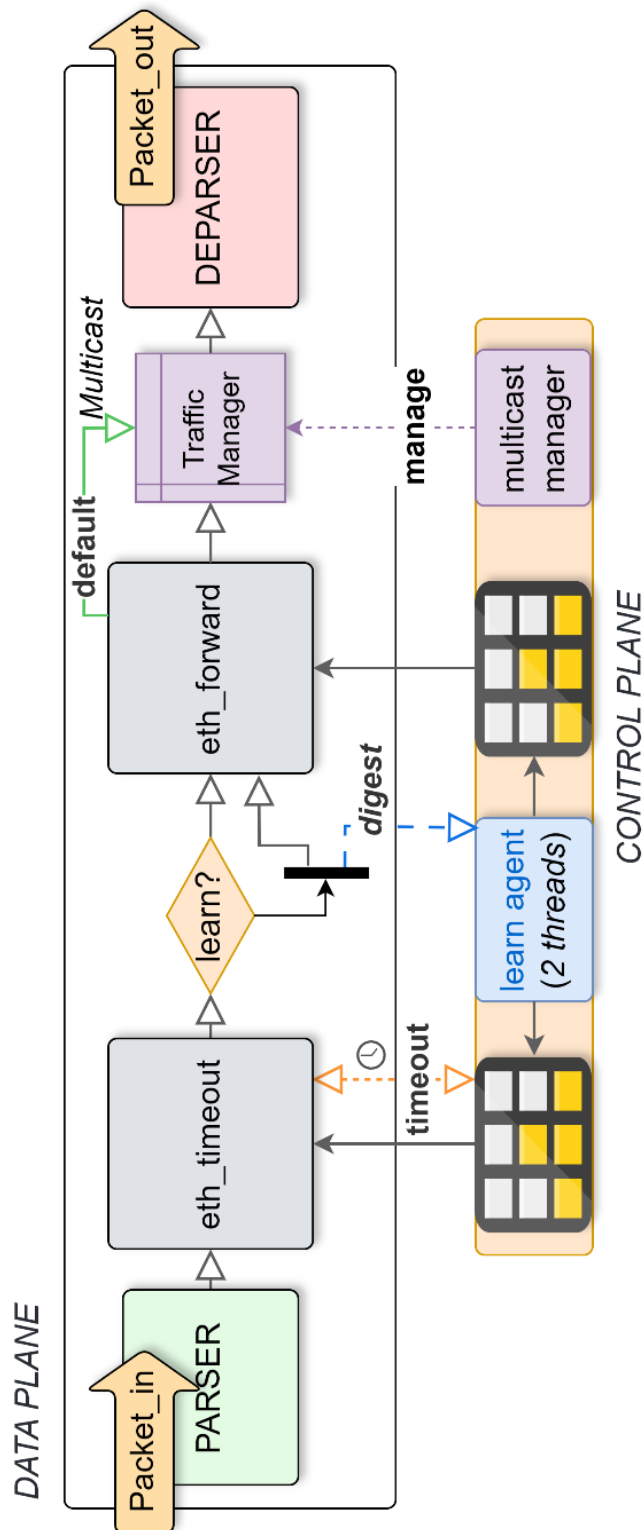 DATA PLANE
Packet_in
PARSER
eth_timeout
learn?
eth_forward
default
Multicast
Traffic
Manager
DEPARSER
Packet_out
timeout
digest
manage
learn agent
(2 threads)
multicast
manager
CONTROL PLANE